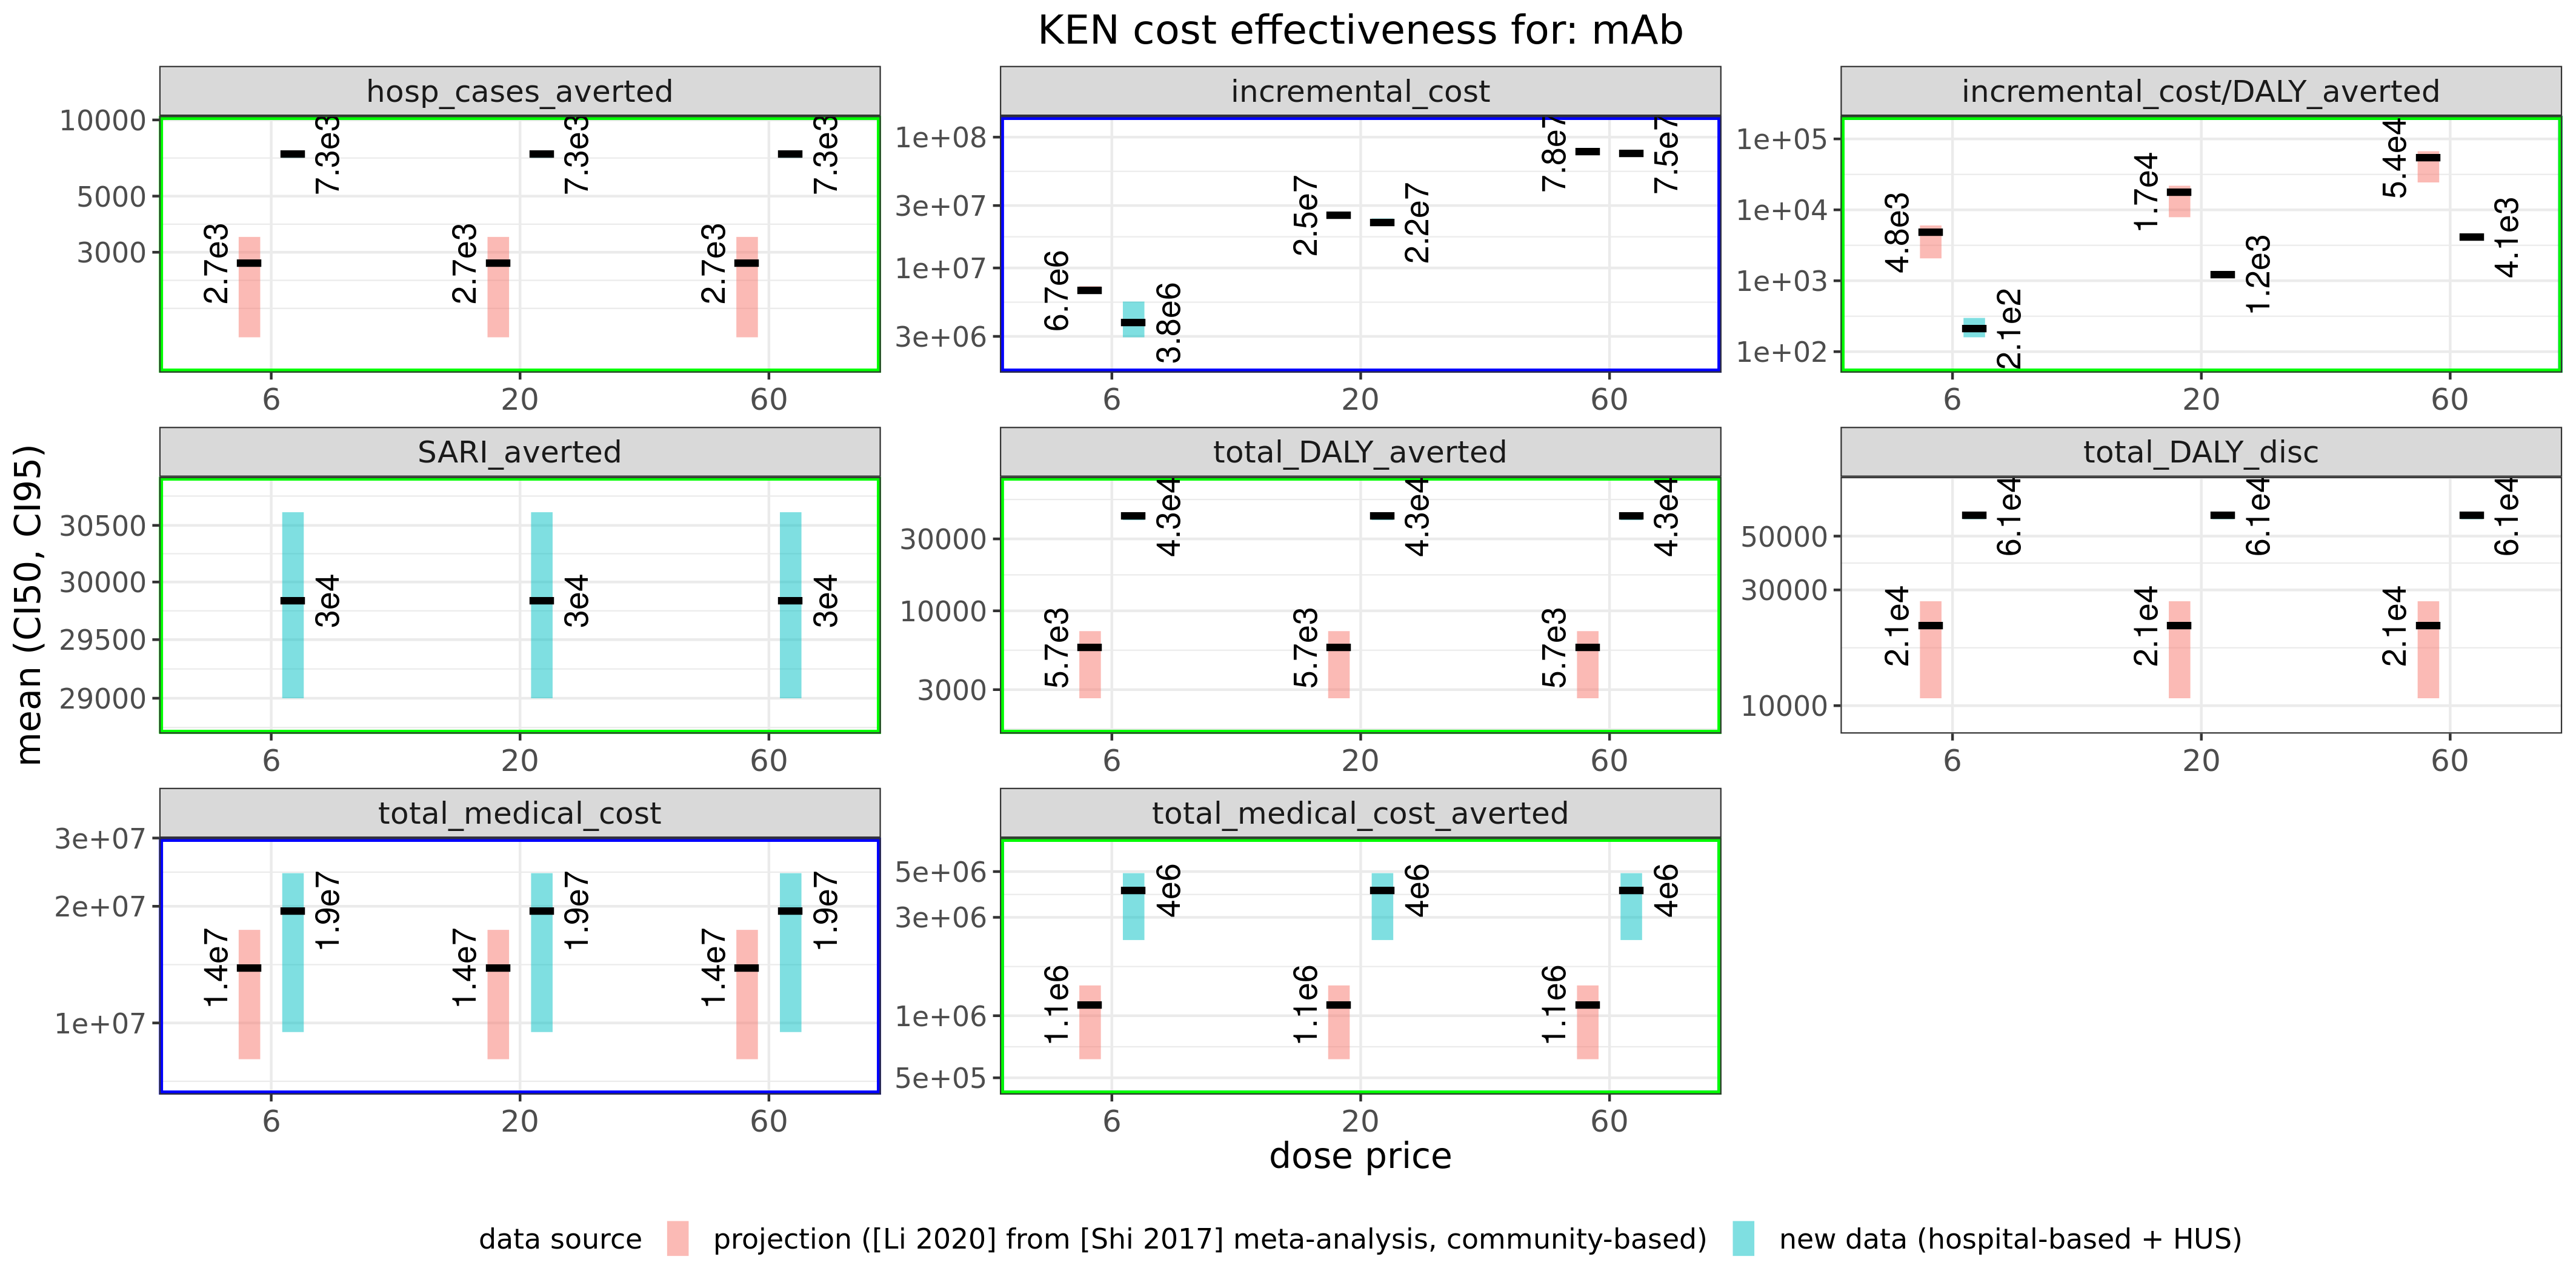 KEN cost effectiveness for: mAb
hosp_cases_averted
10000
5000
3000
7.3e3
7.3e3
7.3e3
2.7e3
2.7e3
2.7e3
6
20
60
incremental_cost
1e+08
3e+07
1e+07
3e+06
6.7e6
3.8e6
2.5e7
2.2e7
7.8e7
7.5e7
6
20
60
incremental_cost/DALY_averted
1e+05
1e+04
1e+03
1e+02
4.8e3
2.1e2
1.7e4
1.2e3
5.4e4
4.1e3
6
20
60
mean (CI50, CI95)
SARI_averted
30500
30000
29500
29000
3e4
3e4
3e4
6
20
60
total_DALY_averted
30000
10000
3000
5.7e3
4.3e4
5.7e3
4.3e4
5.7e3
4.3e4
6
20
60
total_DALY_disc
50000
30000
10000
2.1e4
6.1e4
2.1e4
6.1e4
2.1e4
6.1e4
6
20
60
total_medical_cost
3e+07
2e+07
1e+07
1.4e7
1.9e7
1.4e7
1.9e7
1.4e7
1.9e7
6
20
60
total_medical_cost_averted
5e+06
3e+06
1e+06
5e+05
1.1e6
4e6
1.1e6
4e6
1.1e6
4e6
6
20
60
dose price
data source
projection ([Li 2020] from [Shi 2017] meta-analysis, community-based)
new data (hospital-based + HUS)